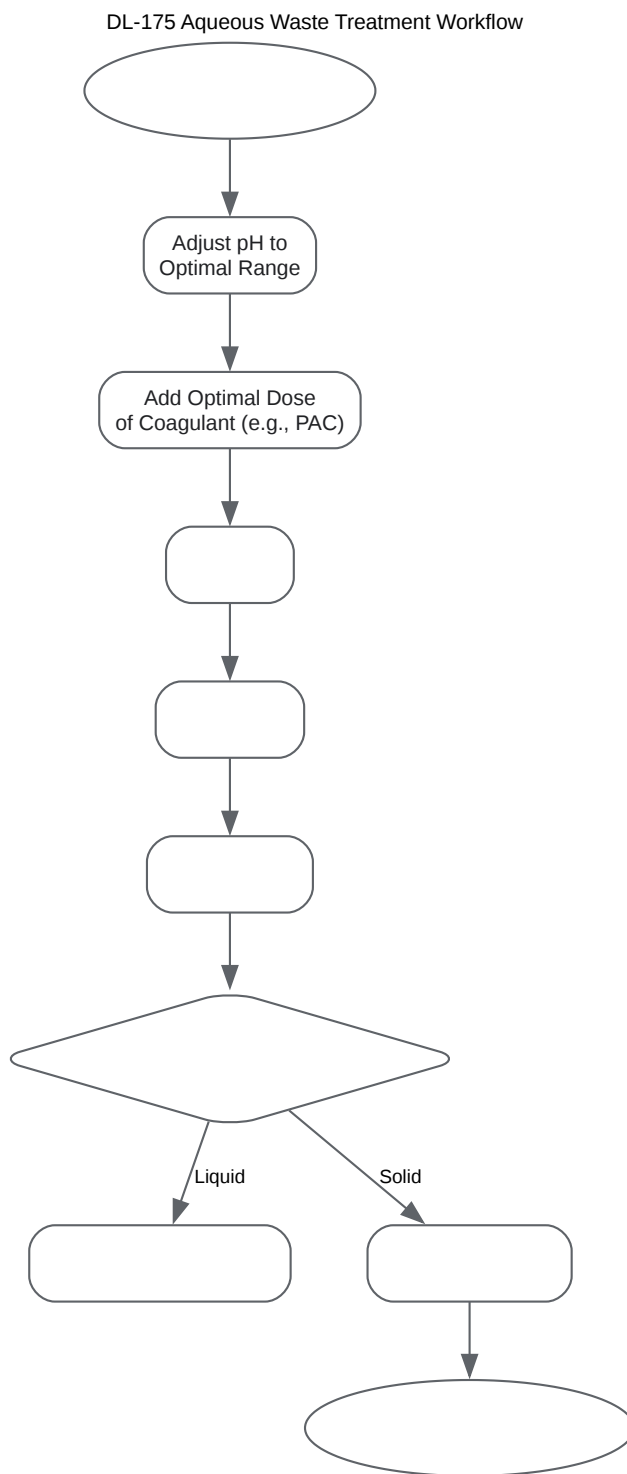 DL-175 Aqueous Waste Treatment Workflow
Adjust pH to
Optimal Range
Add Optimal Dose
of Coagulant (e.g., PAC)
Liquid
Solid